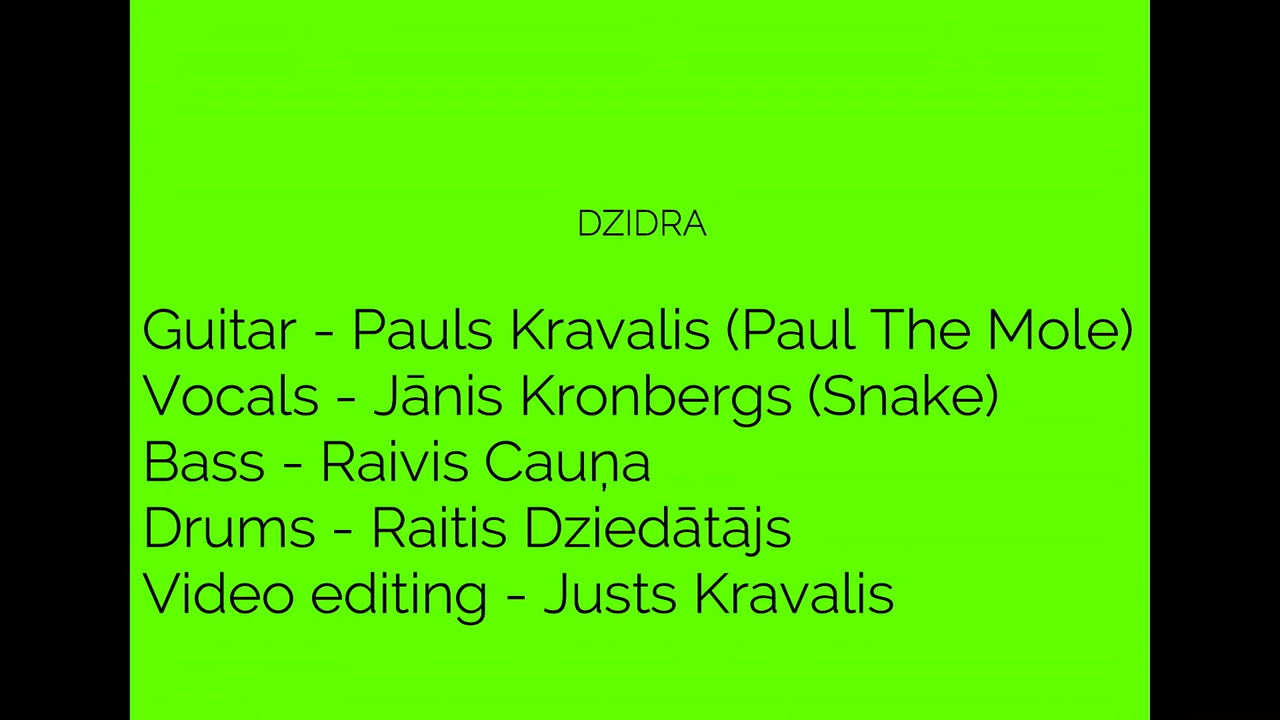 DZIDRA
Guitar - Pauls Kravalis (Paul The Mole)
Vocals - Jānis Kronbergs (Snake)
Bass - Raivis Cauņa
Drums - Raitis Dziedātājs
Video editing - Justs Kravalis